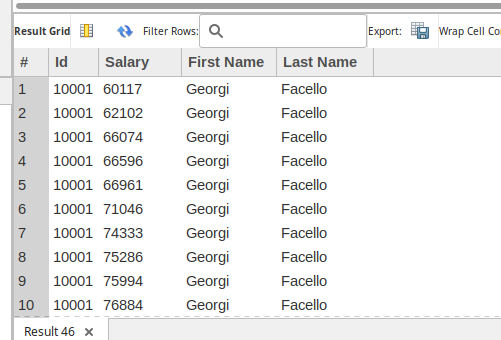 Result Grid Filter Rows: Export: Wrap Cell Co
# Id Salary First Name Last Name
1 10001 60117 Georgi Facello
2 10001 62102 Georgi Facello
3 10001 66074 Georgi Facello
4 10001 66596 Georgi Facello
5 10001 66961 Georgi Facello
6 10001 71046 Georgi Facello
7 10001 74333 Georgi Facello
8 10001 75286 Georgi Facello
9 10001 75994 Georgi Facello
10 10001 76884 Georgi Facello
Result 46